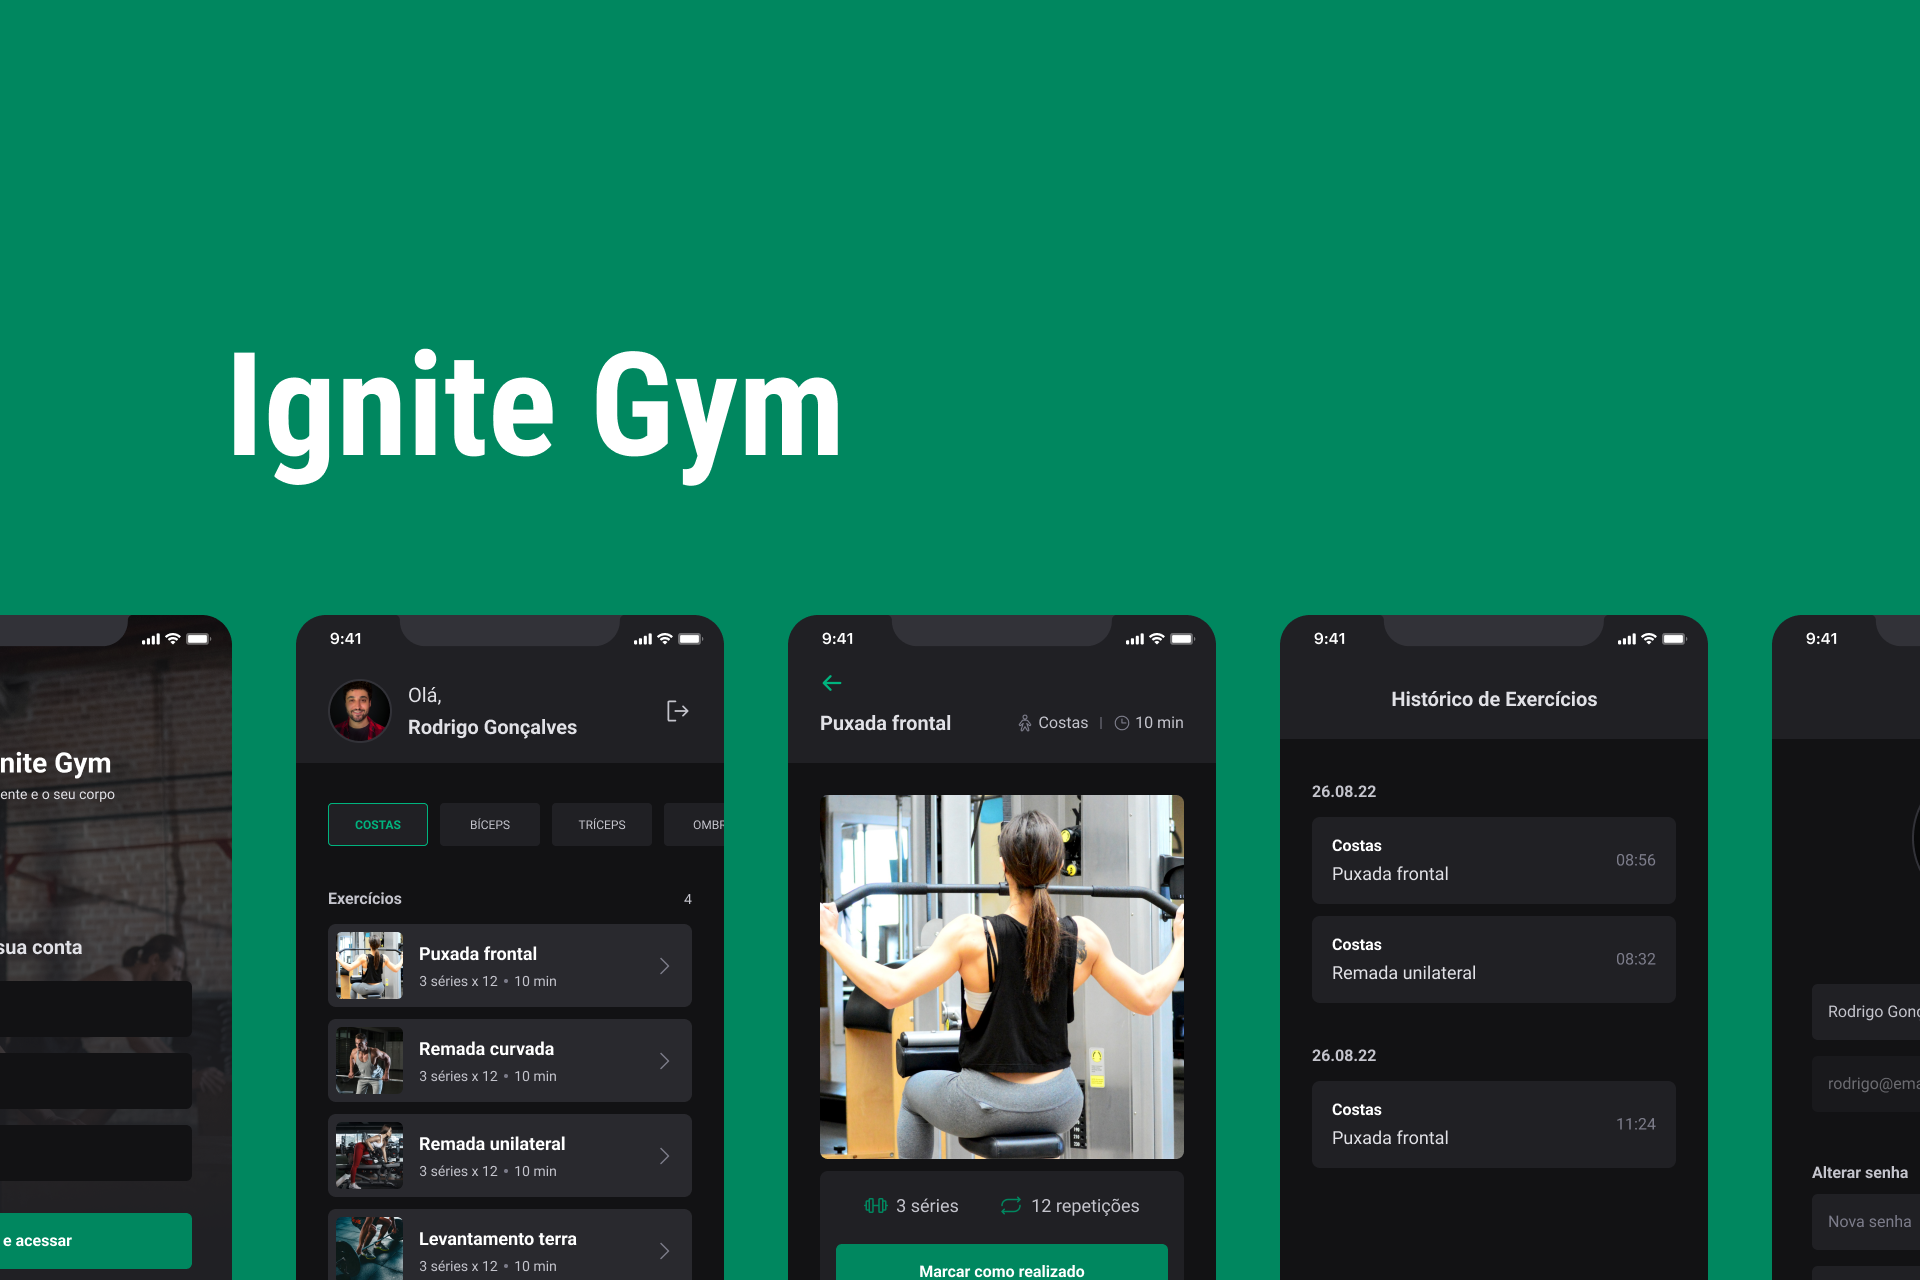 Ignite Gym
nite Gym
ente e o seu corpo
sua conta
e acessar
9:41
Olá,
Rodrigo Gonçalves
COSTAS
BÍCEPS
TRÍCEPS
OMBR
Exercícios
4
Puxada frontal
3 séries x 12 • 10 min
Remada curvada
3 séries x 12 • 10 min
Remada unilateral
3 séries x 12 • 10 min
Levantamento terra
3 séries x 12 • 10 min
9:41
Puxada frontal
Costas | 10 min
3 séries
12 repetições
Marcar como realizado
9:41
Histórico de Exercícios
26.08.22
Costas
Puxada frontal
08:56
Costas
Remada unilateral
08:32
26.08.22
Costas
Puxada frontal
11:24
9:41
Rodrigo Gonç
rodrigo@ema
Alterar senha
Nova senha